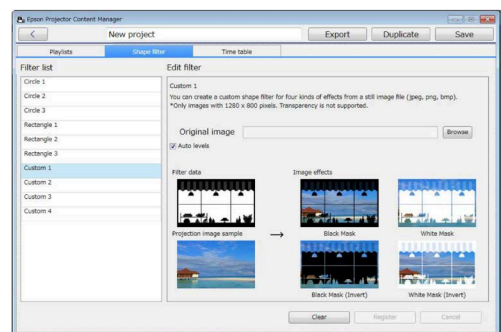 Epson Projector Content Manager
New project
Export
Duplicate
Save
Playlists
Shape filter
Time table
Filter list
Circle 1
Circle 2
Circle 3
Rectangle 1
Rectangle 2
Rectangle 3
Custom 1
Custom 2
Custom 3
Custom 4
Edit filter
Custom 1
You can create a custom shape filter for four kinds of effects from a still image file (jpeg, png, bmp).
*Only images with 1280 x 800 pixels. Transparency is not supported.
Original image
Browse
Auto levels
Filter data
Image effects
Black Mask
White Mask
Projection image sample
→
Black Mask (Invert)
White Mask (Invert)
Clear
Register
Cancel